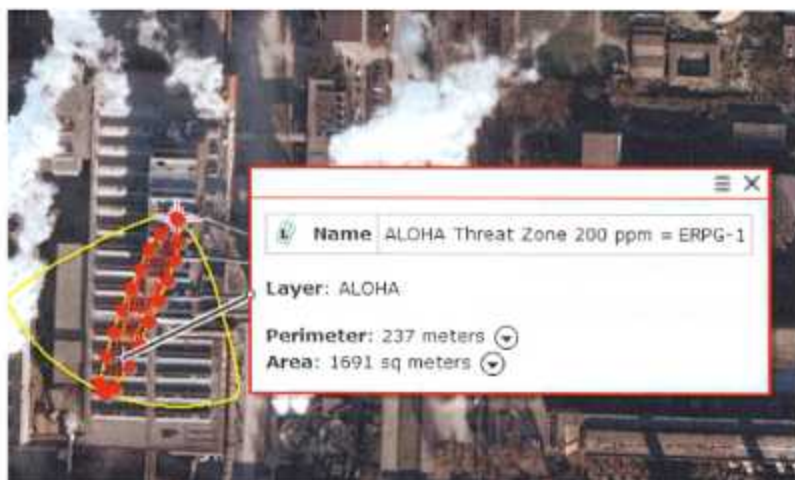 Name ALOHA Threat Zone 200 ppm = ERPG-1
Layer: ALOHA
Perimeter: 237 meters
Area: 1691 sq meters